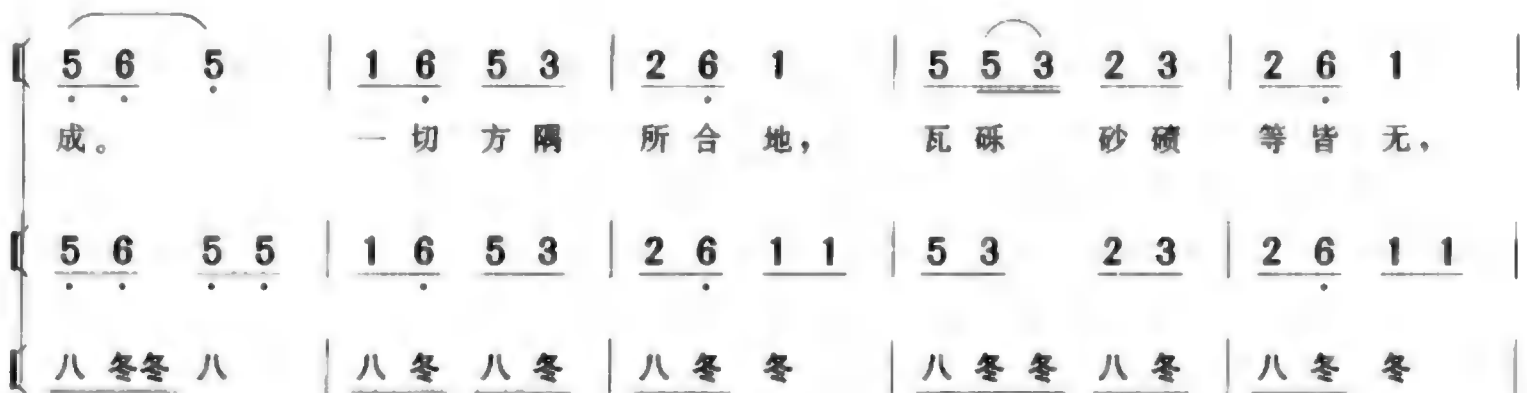 5 6 5 | 1 6 5 3 | 2 6 1 | 5 5 3 2 3 | 2 6 1 |
成。 一切方隅 所合地, 瓦砾 砂碛 等皆无,
5 6 5 5 | 1 6 5 3 | 2 6 1 1 | 5 3 2 3 | 2 6 1 1 |
八 冬冬 八 | 八 冬 八 冬 | 八 冬 冬 | 八 冬 冬 八 冬 | 八 冬 冬 |